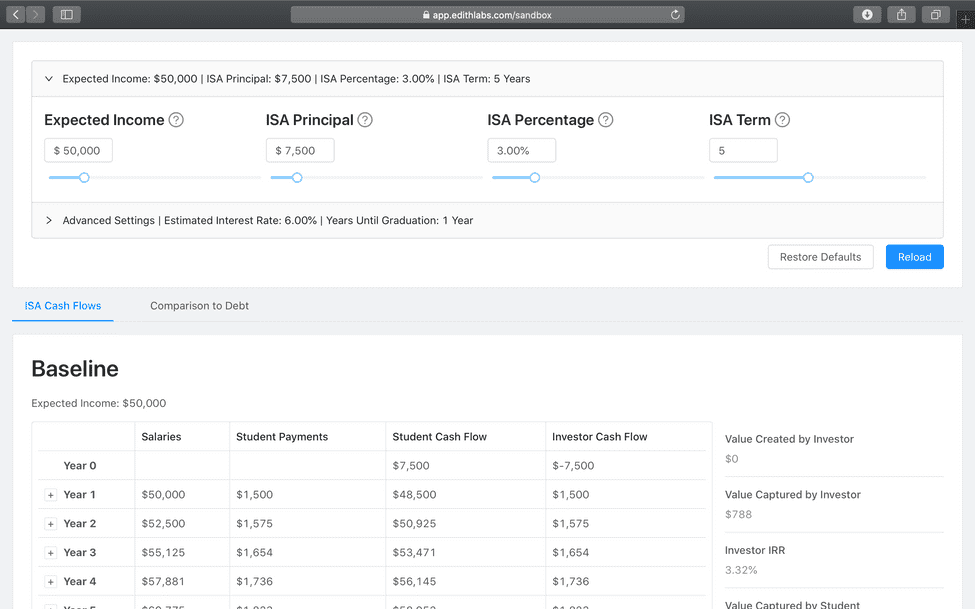 app.edithlabs.com/sandbox
Expected Income: $50,000 | ISA Principal: $7,500 | ISA Percentage: 3.00% | ISA Term: 5 Years
Expected Income ? ISA Principal ? ISA Percentage ? ISA Term ?
$ 50,000 $ 7,500 3.00% 5
Advanced Settings | Estimated Interest Rate: 6.00% | Years Until Graduation: 1 Year
Restore Defaults Reload
ISA Cash Flows Comparison to Debt
Baseline
Expected Income: $50,000
Salaries Student Payments Student Cash Flow Investor Cash Flow
Year 0 $7,500 $-7,500
+ Year 1 $50,000 $1,500 $48,500 $1,500
+ Year 2 $52,500 $1,575 $50,925 $1,575
+ Year 3 $55,125 $1,654 $53,471 $1,654
+ Year 4 $57,881 $1,736 $56,145 $1,736
Value Created by Investor
$0
Value Captured by Investor
$788
Investor IRR
3.32%
Value Captured by Student